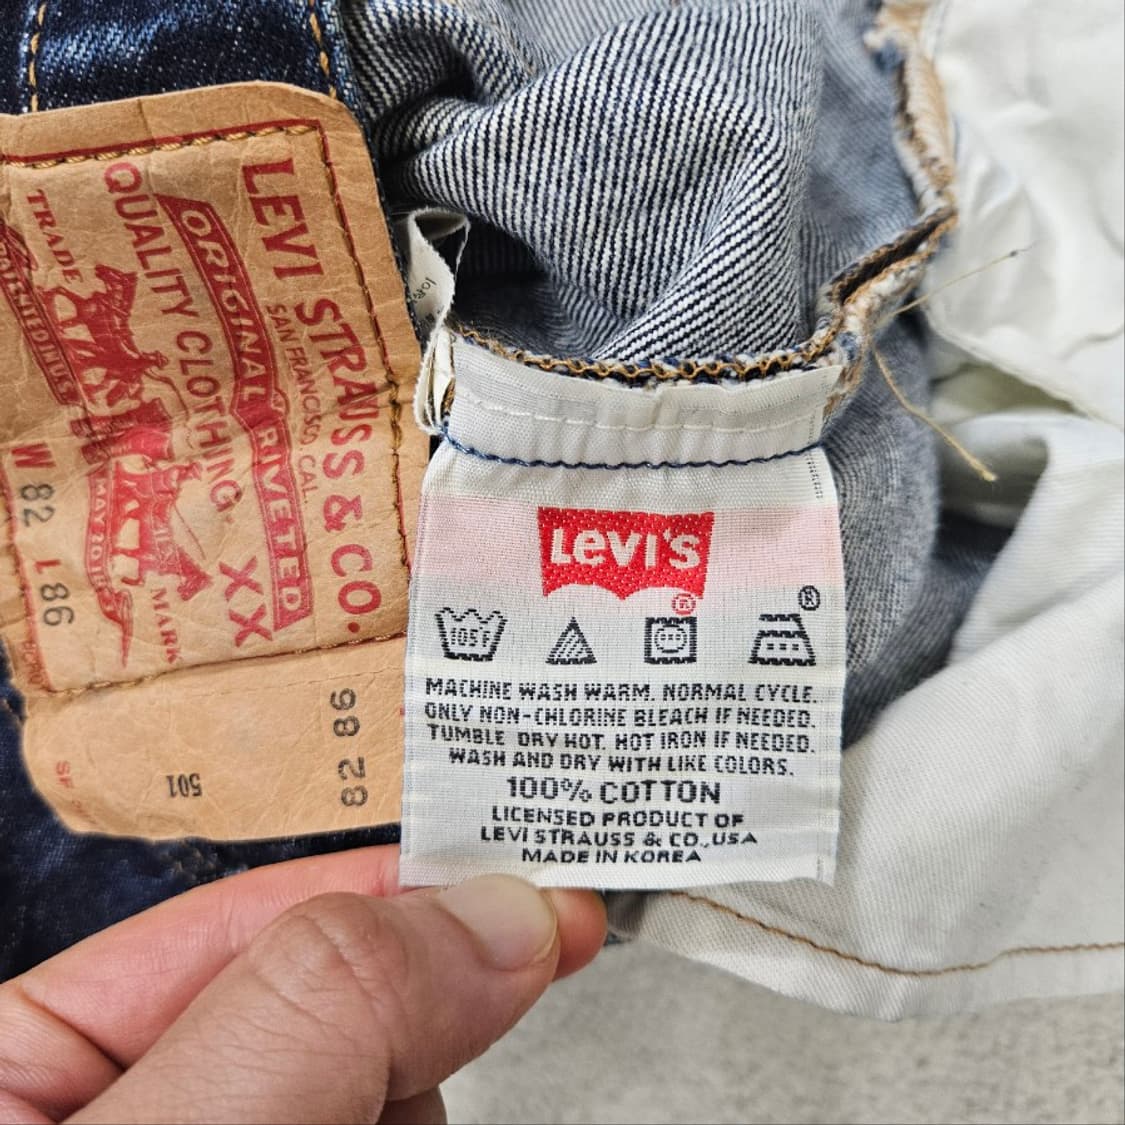 LEVI STRAUSS & CO.
SAN FRANCISCO, CAL.
ORIGINAL RIVETED
QUALITY CLOTHING
XX
TRADE MARK
MAY 20
W 82 L 86
82 86
501
LEVI'S
®
105F
®
MACHINE WASH WARM. NORMAL CYCLE.
ONLY NON-CHLORINE BLEACH IF NEEDED.
TUMBLE DRY HOT. HOT IRON IF NEEDED.
WASH AND DRY WITH LIKE COLORS.
100% COTTON
LICENSED PRODUCT OF
LEVI STRAUSS & CO., USA
MADE IN KOREA